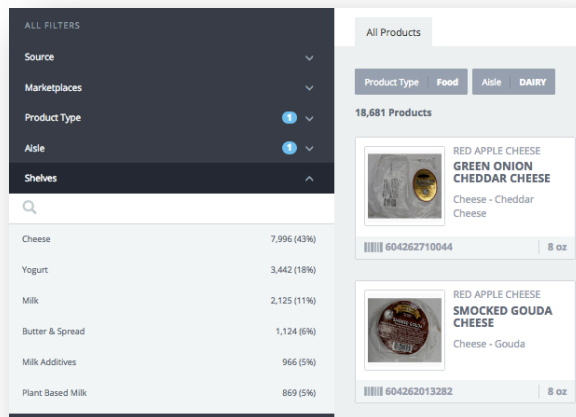 ALL FILTERS
Source
Marketplaces
Product Type 1
Aisle 1
Shelves
Cheese 7,996 (43%)
Yogurt 3,442 (18%)
Milk 2,125 (11%)
Butter & Spread 1,124 (6%)
Milk Additives 966 (5%)
Plant Based Milk 869 (5%)
All Products
Product Type Food Aisle DAIRY
18,681 Products
RED APPLE CHEESE
GREEN ONION
CHEDDAR CHEESE
Cheese - Cheddar
Cheese
604262710044 8 oz
RED APPLE CHEESE
SMOCKED GOUDA
CHEESE
Cheese - Gouda
604262013282 8 oz